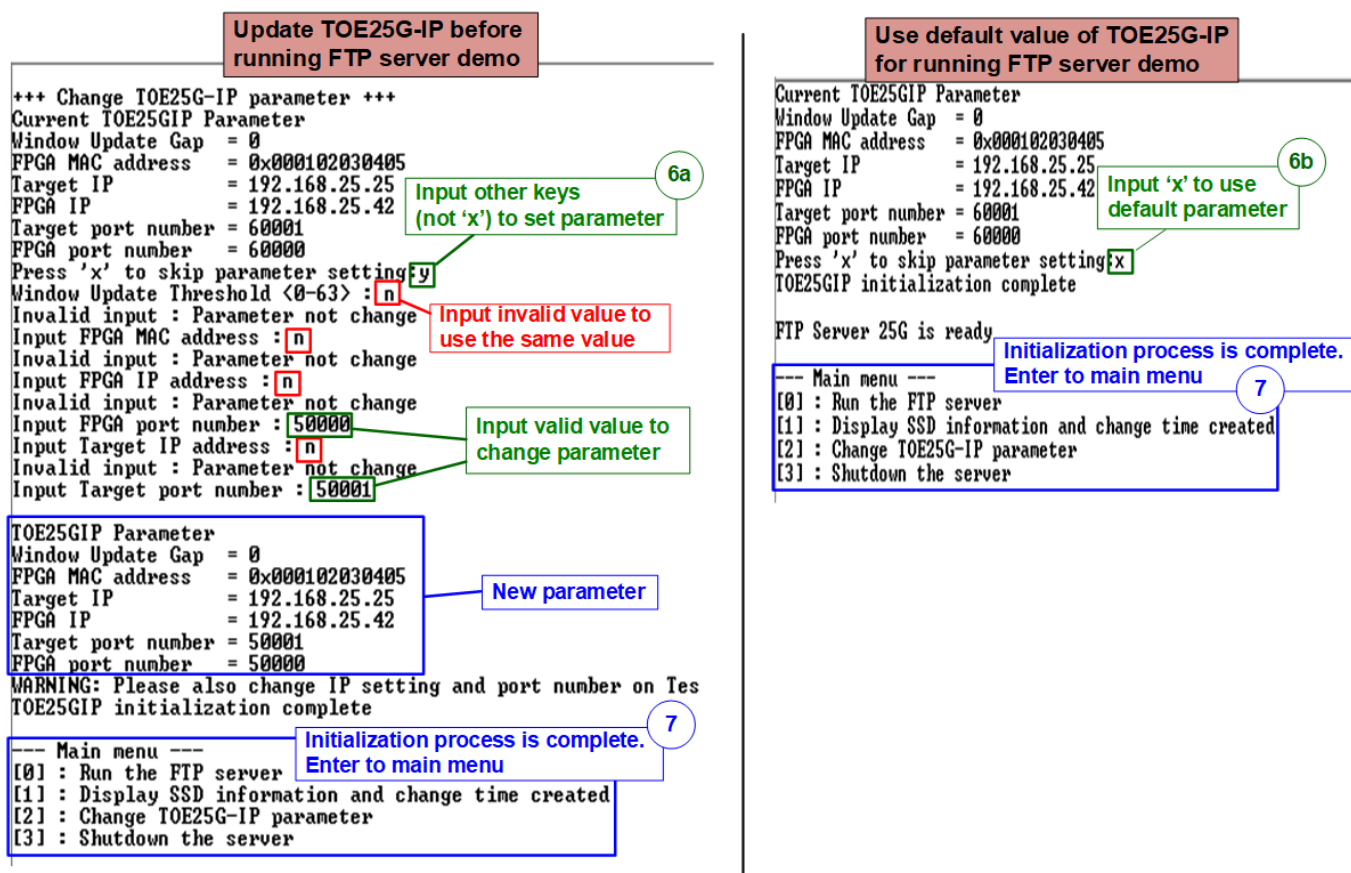 Update TOE25G-IP before
running FTP server demo
+++ Change TOE25G-IP parameter +++
Current TOE25GIP Parameter
Window Update Gap = 0
FPGA MAC address = 0x000102030405
Target IP = 192.168.25.25
FPGA IP = 192.168.25.42
Target port number = 60001
FPGA port number = 60000
Press 'x' to skip parameter setting:y
Window Update Threshold <0-63> : n
Invalid input : Parameter not change
Input FPGA MAC address : n
Invalid input : Parameter not change
Input FPGA IP address : n
Invalid input : Parameter not change
Input FPGA port number : 50000
Input Target IP address : n
Invalid input : Parameter not change
Input Target port number : 50001
6a
Input other keys
(not ‘x’) to set parameter
Input invalid value to
use the same value
Input valid value to
change parameter
TOE25GIP Parameter
Window Update Gap = 0
FPGA MAC address = 0x000102030405
Target IP = 192.168.25.25
FPGA IP = 192.168.25.42
Target port number = 50001
FPGA port number = 50000
New parameter
WARNING: Please also change IP setting and port number on Tes
TOE25GIP initialization complete
7
Initialization process is complete.
Enter to main menu
--- Main menu ---
[0] : Run the FTP server
[1] : Display SSD information and change time created
[2] : Change TOE25G-IP parameter
[3] : Shutdown the server
Use default value of TOE25G-IP
for running FTP server demo
Current TOE25GIP Parameter
Window Update Gap = 0
FPGA MAC address = 0x000102030405
Target IP = 192.168.25.25
FPGA IP = 192.168.25.42
Target port number = 60001
FPGA port number = 60000
Press 'x' to skip parameter setting:x
TOE25GIP initialization complete
6b
Input ‘x’ to use
default parameter
FTP Server 25G is ready
Initialization process is complete.
Enter to main menu
7
--- Main menu ---
[0] : Run the FTP server
[1] : Display SSD information and change time created
[2] : Change TOE25G-IP parameter
[3] : Shutdown the server